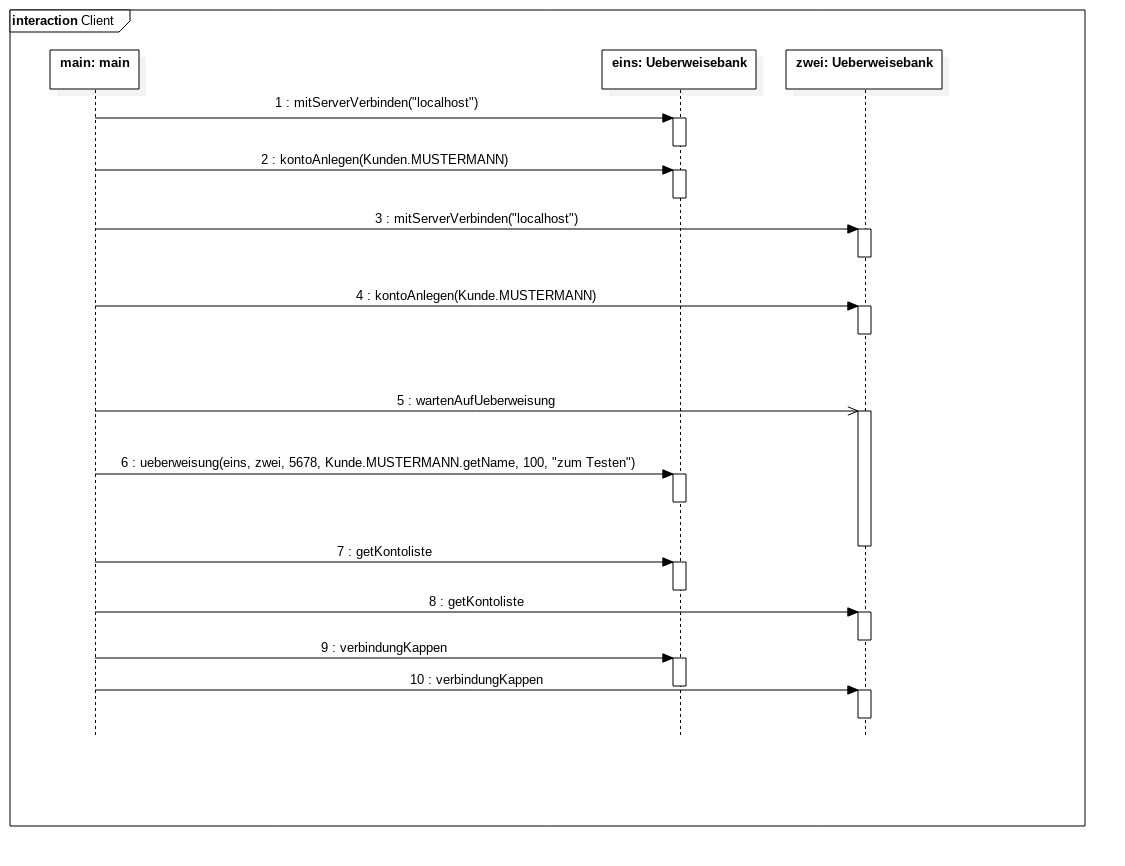 interaction Client
main: main
eins: Ueberweisebank
zwei: Ueberweisebank
1 : mitServerVerbinden("localhost")
2 : kontoAnlegen(Kunden.MUSTERMANN)
3 : mitServerVerbinden("localhost")
4 : kontoAnlegen(Kunde.MUSTERMANN)
5 : wartenAufUeberweisung
6 : ueberweisung(eins, zwei, 5678, Kunde.MUSTERMANN.getName, 100, "zum Testen")
7 : getKontoliste
8 : getKontoliste
9 : verbindungKappen
10 : verbindungKappen